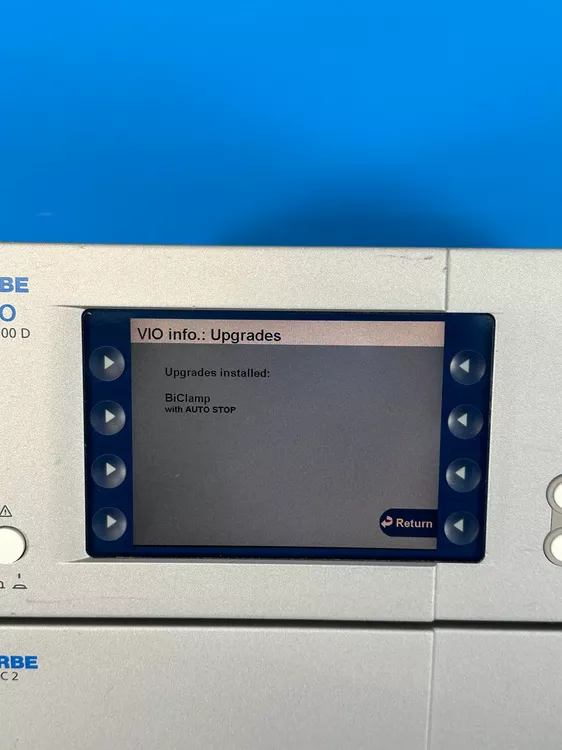 RBE
O
00 D
VIO info.: Upgrades
Upgrades installed:
BiClamp
with AUTO STOP
Return
RBE
C 2